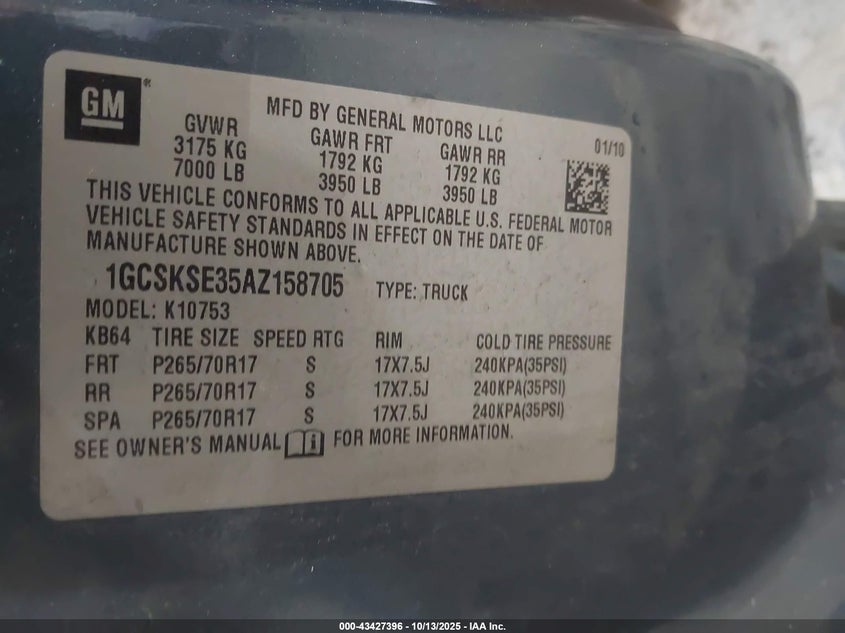 GM ®
MFD BY GENERAL MOTORS LLC
01/10
GVWR GAWR FRT GAWR RR
3175 KG 1792 KG 1792 KG
7000 LB 3950 LB 3950 LB
THIS VEHICLE CONFORMS TO ALL APPLICABLE U.S. FEDERAL MOTOR
VEHICLE SAFETY STANDARDS IN EFFECT ON THE DATE OF
MANUFACTURE SHOWN ABOVE.
1GCSKSE35AZ158705 TYPE: TRUCK
MODEL: K10753
KB64 TIRE SIZE SPEED RTG RIM COLD TIRE PRESSURE
FRT P265/70R17 S 17X7.5J 240KPA(35PSI)
RR P265/70R17 S 17X7.5J 240KPA(35PSI)
SPA P265/70R17 S 17X7.5J 240KPA(35PSI)
SEE OWNER'S MANUAL i FOR MORE INFORMATION.
000-43427396 - 10/13/2025 - IAA Inc.